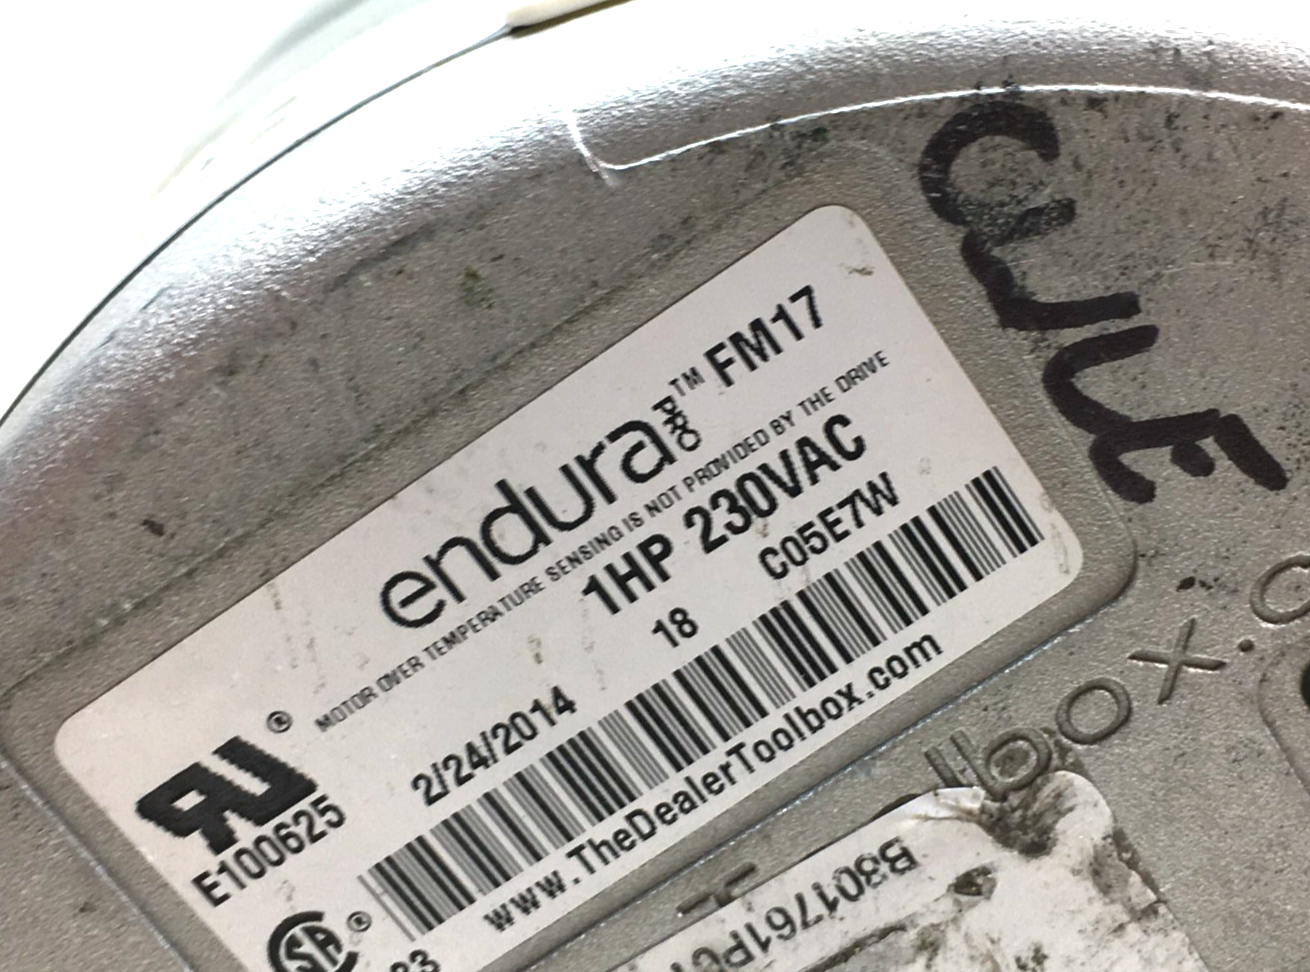 endura PRO™ FM17
MOTOR OVER TEMPERATURE SENSING IS NOT PROVIDED BY THE DRIVE
1HP 230VAC
2/24/2014 18 C05E7W
E100625
www.TheDealerToolbox.com